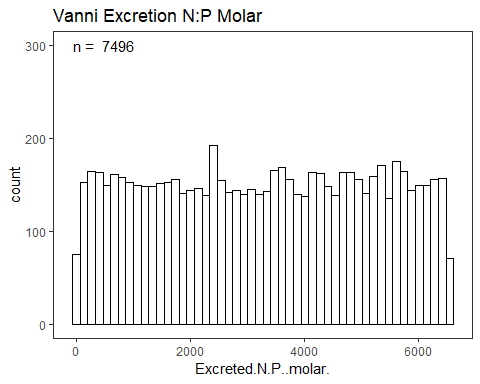 Vanni Excretion N:P Molar
n = 7496
300
200
100
0
count
0 2000 4000 6000
Excreted.N.P..molar.